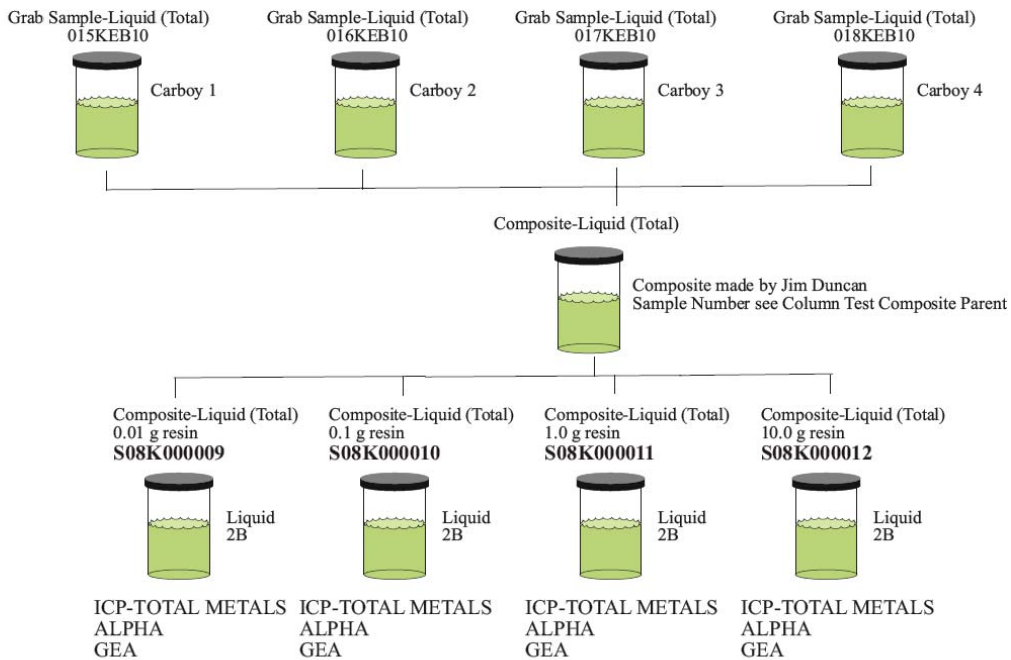 Grab Sample-Liquid (Total)
015KEB10
Carboy 1
Grab Sample-Liquid (Total)
016KEB10
Carboy 2
Grab Sample-Liquid (Total)
017KEB10
Carboy 3
Grab Sample-Liquid (Total)
018KEB10
Carboy 4
Composite-Liquid (Total)
Composite made by Jim Duncan
Sample Number see Column Test Composite Parent
Composite-Liquid (Total)
0.01 g resin
S08K000009
Liquid
2B
ICP-TOTAL METALS
ALPHA
GEA
Composite-Liquid (Total)
0.1 g resin
S08K000010
Liquid
2B
ICP-TOTAL METALS
ALPHA
GEA
Composite-Liquid (Total)
1.0 g resin
S08K000011
Liquid
2B
ICP-TOTAL METALS
ALPHA
GEA
Composite-Liquid (Total)
10.0 g resin
S08K000012
Liquid
2B
ICP-TOTAL METALS
ALPHA
GEA